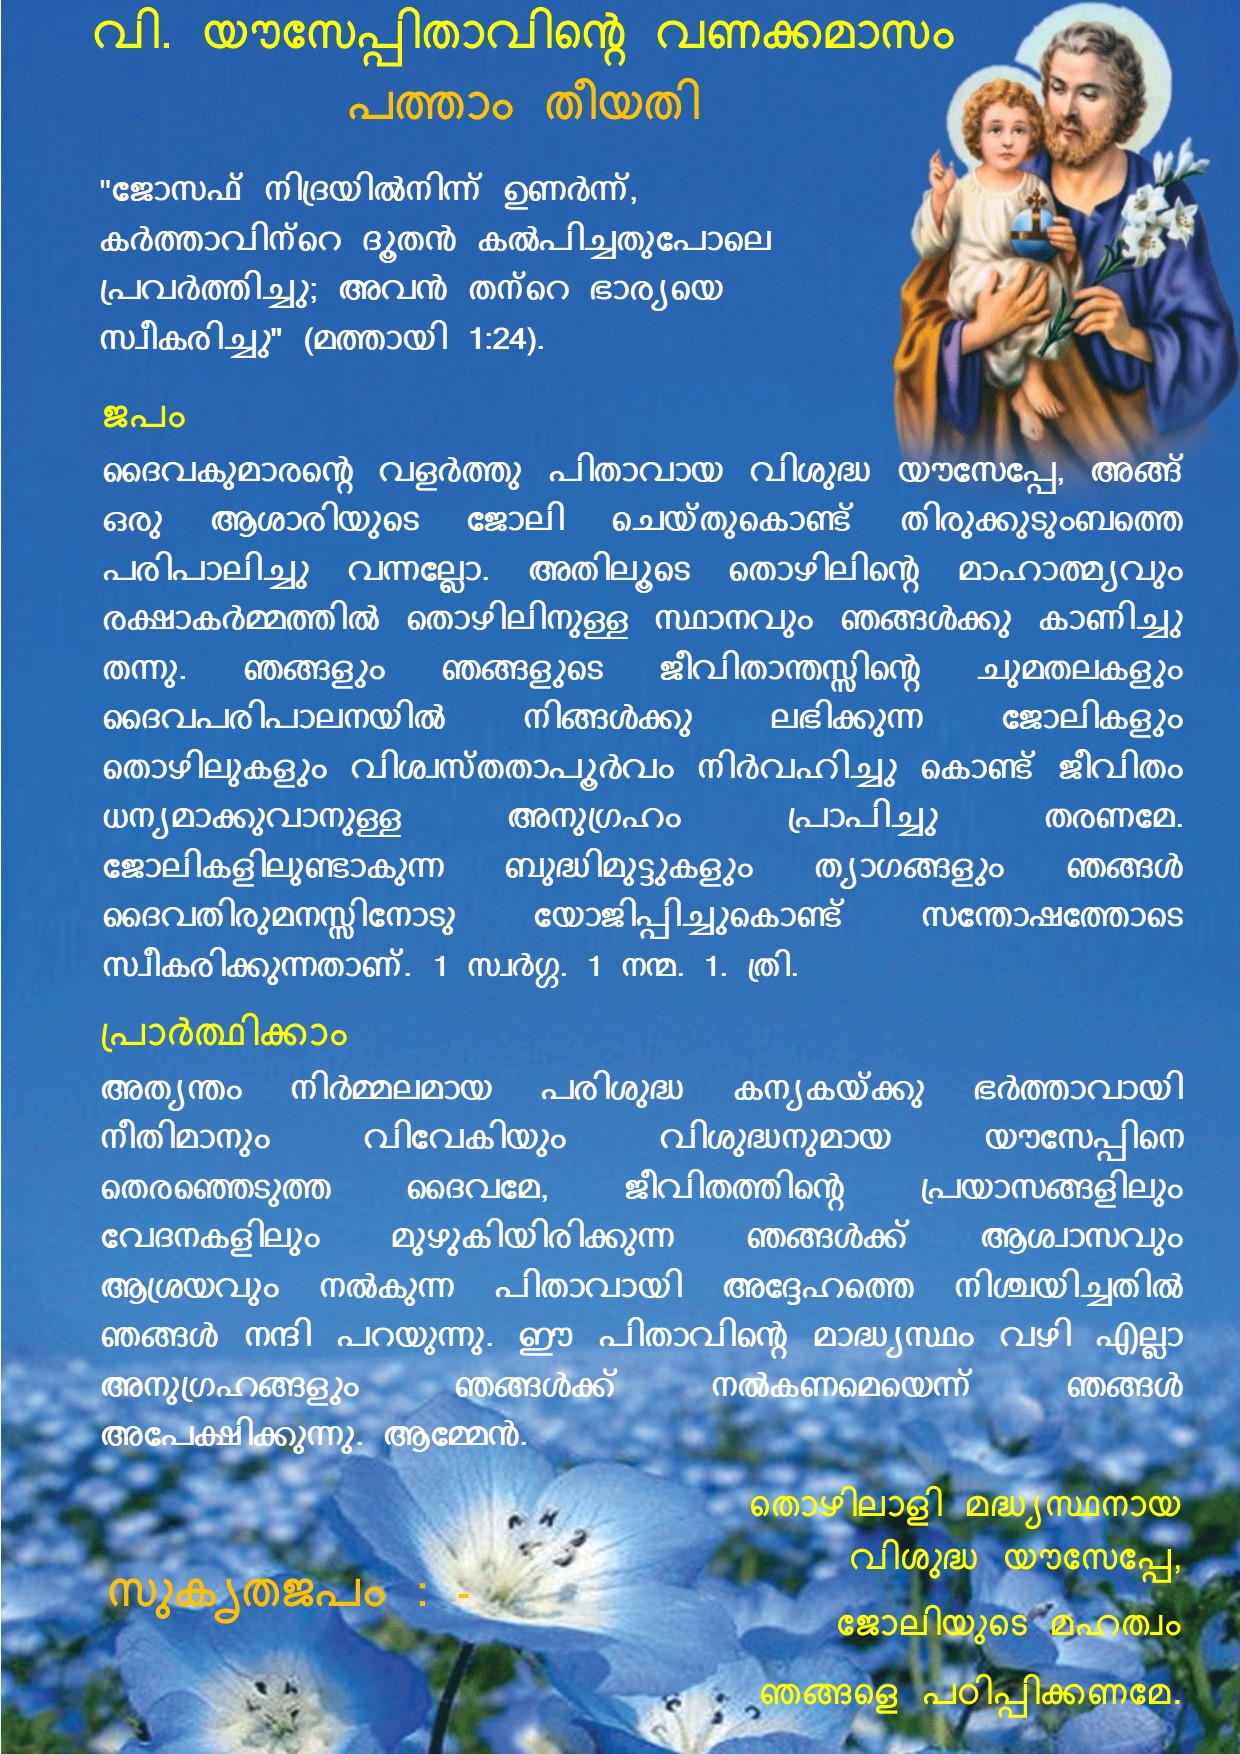 വി. യൗസേപ്പിതാവിന്റെ വണക്കമാസം
പത്താം തീയതി
"ജോസഫ് നിദ്രയിൽനിന്ന് ഉണർന്ന്,
കർത്താവിന്‌റെ ദൂതൻ കൽപിച്ചതുപോലെ
പ്രവർത്തിച്ചു; അവൻ തന്‌റെ ഭാര്യയെ
സ്വീകരിച്ചു" (മത്തായി 1:24).
ജപം
ദൈവകുമാരന്റെ വളർത്തു പിതാവായ വിശുദ്ധ യൗസേപ്പേ, അങ്ങ്
ഒരു ആശാരിയുടെ ജോലി ചെയ്തുകൊണ്ട് തിരുക്കുടുംബത്തെ
പരിപാലിച്ചു വന്നല്ലോ. അതിലൂടെ തൊഴിലിന്റെ മാഹാത്മ്യവും
രക്ഷാകർമ്മത്തിൽ തൊഴിലിനുള്ള സ്ഥാനവും ഞങ്ങൾക്കു കാണിച്ചു
തന്നു. ഞങ്ങളും ഞങ്ങളുടെ ജീവിതാന്തസ്സിന്റെ ചുമതലകളും
ദൈവപരിപാലനയിൽ നിങ്ങൾക്കു ലഭിക്കുന്ന ജോലികളും
തൊഴിലുകളും വിശ്വസ്തതാപൂർവം നിർവഹിച്ചു കൊണ്ട് ജീവിതം
ധന്യമാക്കുവാനുള്ള അനുഗ്രഹം പ്രാപിച്ചു തരണമേ.
ജോലികളിലുണ്ടാകുന്ന ബുദ്ധിമുട്ടുകളും ത്യാഗങ്ങളും ഞങ്ങൾ
ദൈവതിരുമനസ്സിനോടു യോജിപ്പിച്ചുകൊണ്ട് സന്തോഷത്തോടെ
സ്വീകരിക്കുന്നതാണ്. 1 സ്വർഗ്ഗ. 1 നന്മ. 1. ത്രി.
പ്രാർത്ഥിക്കാം
അത്യന്തം നിർമ്മലമായ പരിശുദ്ധ കന്യകയ്ക്കു ഭർത്താവായി
നീതിമാനും വിവേകിയും വിശുദ്ധനുമായ യൗസേപ്പിനെ
തെരഞ്ഞെടുത്ത ദൈവമേ, ജീവിതത്തിന്റെ പ്രയാസങ്ങളിലും
വേദനകളിലും മുഴുകിയിരിക്കുന്ന ഞങ്ങൾക്ക് ആശ്വാസവും
ആശ്രയവും നൽകുന്ന പിതാവായി അദ്ദേഹത്തെ നിശ്ചയിച്ചതിൽ
ഞങ്ങൾ നന്ദി പറയുന്നു. ഈ പിതാവിന്റെ മാദ്ധ്യസ്ഥം വഴി എല്ലാ
അനുഗ്രഹങ്ങളും ഞങ്ങൾക്ക് നൽകണമെയെന്ന് ഞങ്ങൾ
അപേക്ഷിക്കുന്നു. ആമ്മേൻ.
സുകൃതജപം : -
തൊഴിലാളി മദ്ധ്യസ്ഥനായ
വിശുദ്ധ യൗസേപ്പേ,
ജോലിയുടെ മഹത്വം
ഞങ്ങളെ പഠിപ്പിക്കണമേ.